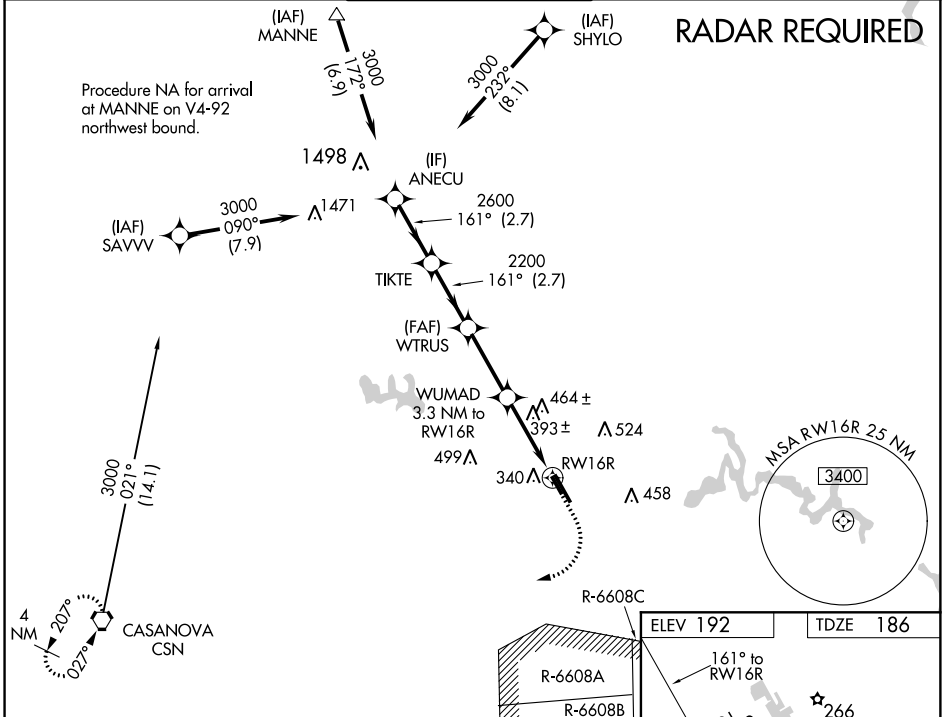 (IAF)
MANNE
(IAF)
SHYLO
RADAR REQUIRED
3000
172°
(6.9)
3000
232°
(8.1)
Procedure NA for arrival
at MANNE on V4-92
northwest bound.
1498
(IF)
ANECU
1471
3000
090°
(7.9)
(IAF)
SAVVV
2600
161° (2.7)
TIKTE
2200
161° (2.7)
(FAF)
WTRUS
WUMAD
3.3 NM to
RW16R
464 ±
393 ±
524
499
340
RW16R
458
MSA RW16R 25 NM
3400
3000
021°
(14.1)
4
NM
207°
027°
CASANOVA
CSN
R-6608C
R-6608A
R-6608B
ELEV 192
TDZE 186
161° to
RW16R
266